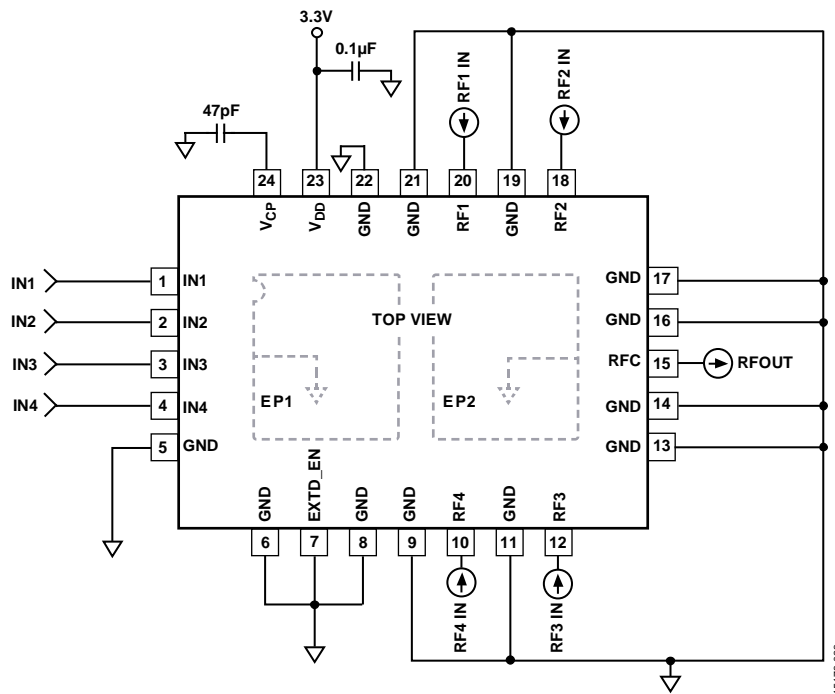 3.3V
0.1µF
47pF
RF1 IN
RF2 IN
24
23
22
21
20
19
18
VCP
VDD
GND
GND
RF1
GND
RF2
IN1
1
IN1
IN2
2
IN2
IN3
3
IN3
IN4
4
IN4
5
GND
TOP VIEW
EP1
EP2
GND
17
GND
16
RFC
15
RFOUT
GND
14
GND
13
GND
EXTD_EN
GND
GND
RF4
GND
RF3
6
7
8
9
10
11
12
RF4 IN
RF3 IN